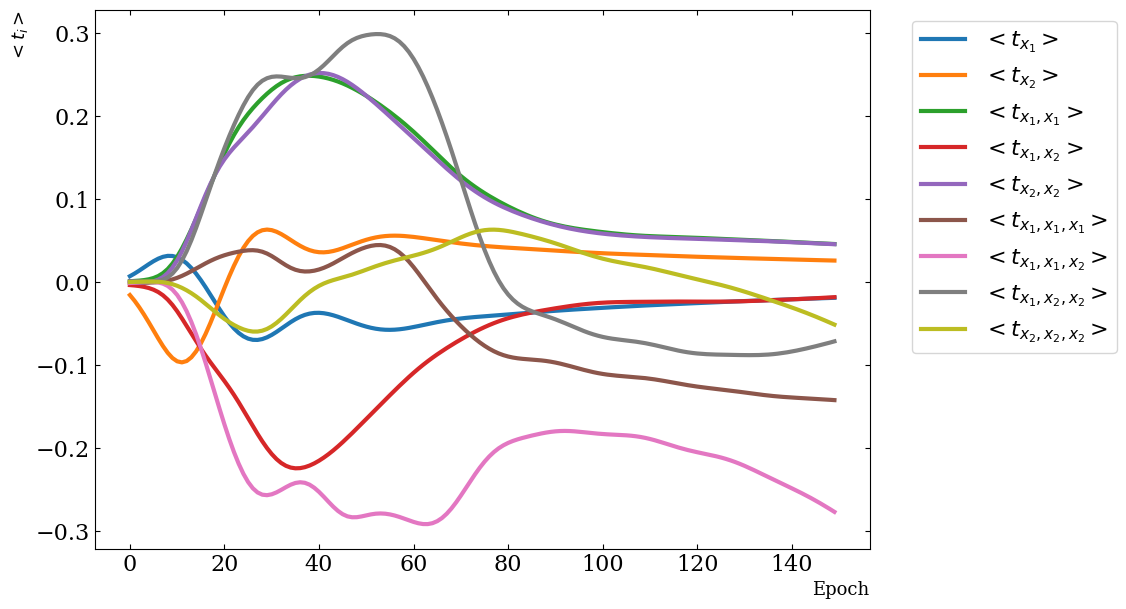 < t_i >
0.3
0.2
0.1
0.0
−0.1
−0.2
−0.3
0 20 40 60 80 100 120 140
Epoch
< t_{x_1} >
< t_{x_2} >
< t_{x_1, x_1} >
< t_{x_1, x_2} >
< t_{x_2, x_2} >
< t_{x_1, x_1, x_1} >
< t_{x_1, x_1, x_2} >
< t_{x_1, x_2, x_2} >
< t_{x_2, x_2, x_2} >